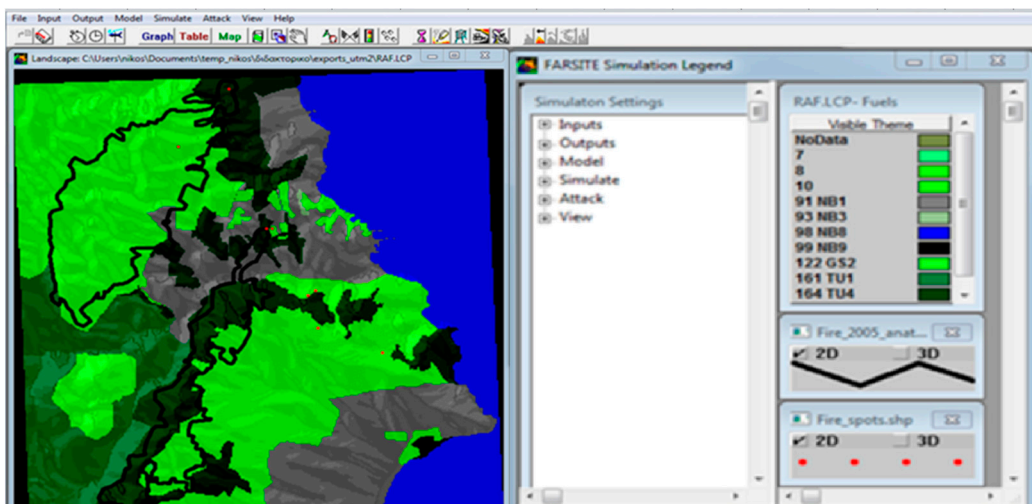 File Input Output Model Simulate Attack View Help
Graph Table Map
Landscape: C:\Users\nikos\Documents\temp_nikos\διδακτορικο\exports_utm2\RAF.LCP
FARSITE Simulation Legend
Simulaton Settings
Inputs
Outputs
Model
Simulate
Attack
View
RAF.LCP- Fuels
Visible Theme
NoData
7
8
10
91 NB1
93 NB3
98 NB8
99 NB9
122 GS2
161 TU1
164 TU4
Fire_2005_anat...
2D 3D
Fire_spots.shp
2D 3D